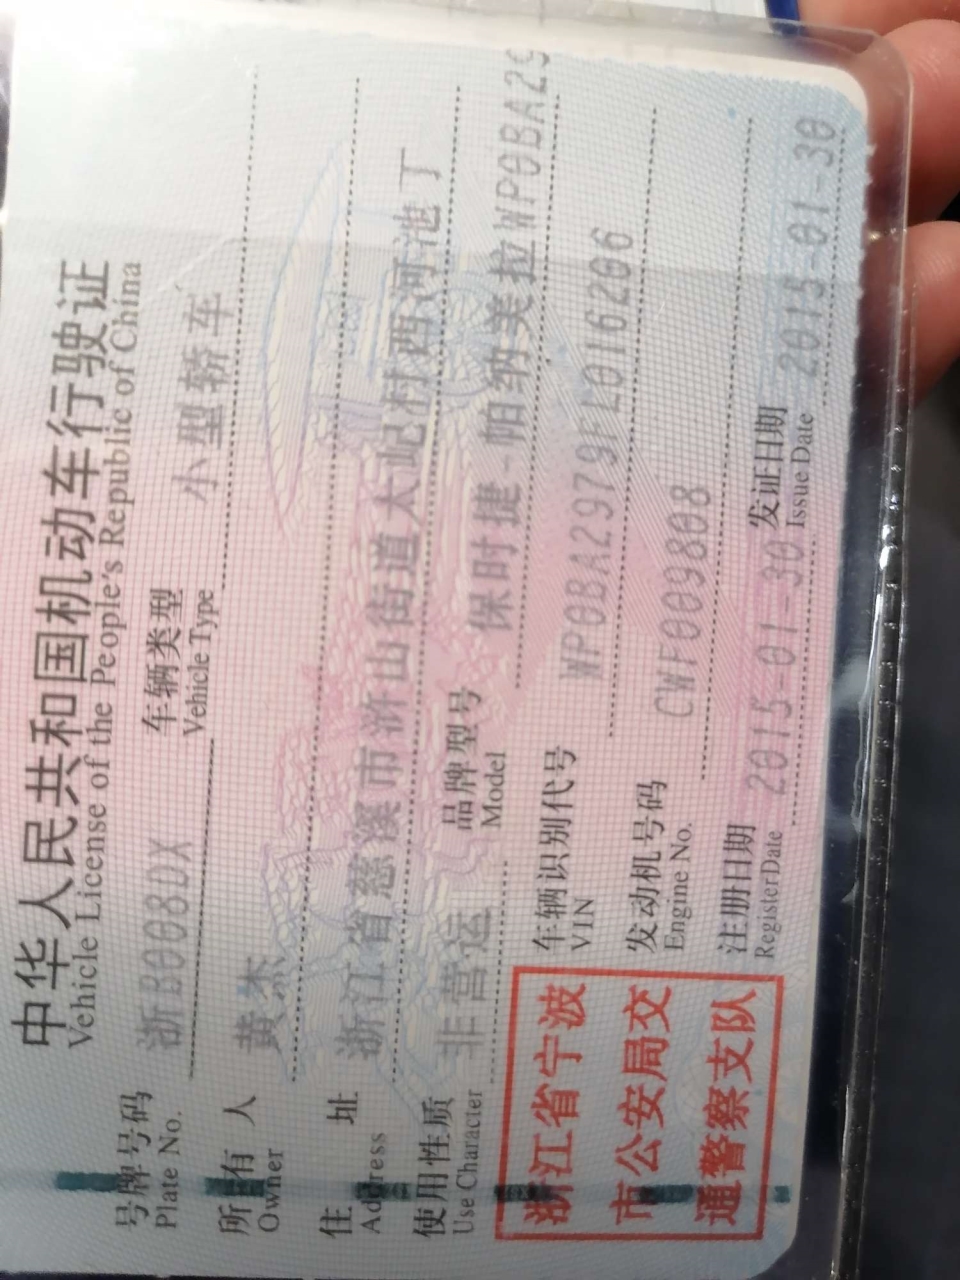 中华人民共和国机动车行驶证
Vehicle License of the People's Republic of China
号牌号码 浙B008DX 车辆类型 小型轿车
Plate No. Vehicle Type
所有人 黄杰
Owner
住址 浙江省慈溪市浒山街道太屺村西河池丁
Address
使用性质 非营运 品牌型号 保时捷-帕纳美拉WP0BA29
Use Character Model
浙江省宁波
市公安局交
通警察支队
车辆识别代号 WP0BA2979FL016206
VIN
发动机号码 CWF009808
Engine No.
注册日期 2015-01-30 发证日期 2015-01-30
Register Date Issue Date